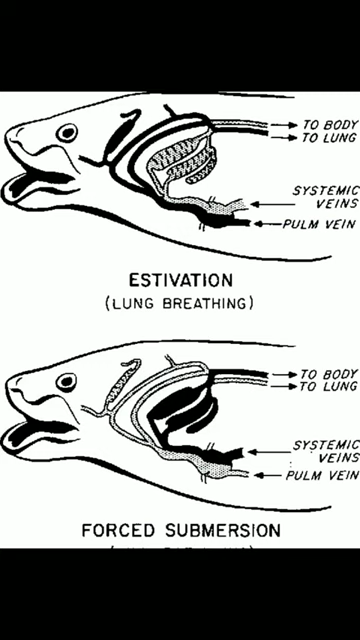 TO BODY
TO LUNG
SYSTEMIC
VEINS
PULM VEIN
ESTIVATION
(LUNG BREATHING)
TO BODY
TO LUNG
SYSTEMIC
VEINS
PULM VEIN
FORCED SUBMERSION